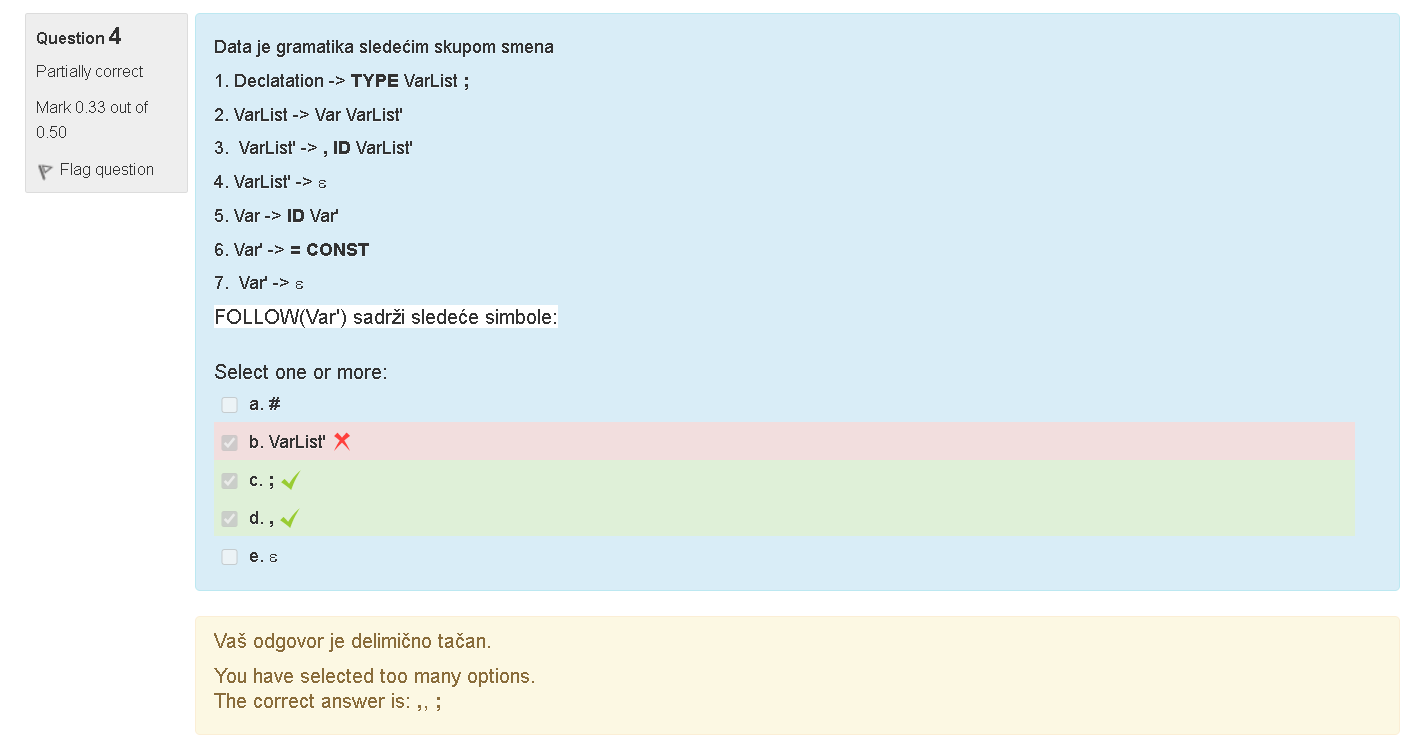 Question 4
Partially correct
Mark 0.33 out of
0.50
Flag question
Data je gramatika sledećim skupom smena
1. Declatation -> TYPE VarList ;
2. VarList -> Var VarList'
3. VarList' -> , ID VarList'
4. VarList' -> ε
5. Var -> ID Var'
6. Var' -> = CONST
7. Var' -> ε
FOLLOW(Var') sadrži sledeće simbole:
Select one or more:
a. #
b. VarList'
c. ;
d. ,
e. ε
Vaš odgovor je delimično tačan.
You have selected too many options.
The correct answer is: ,, ;